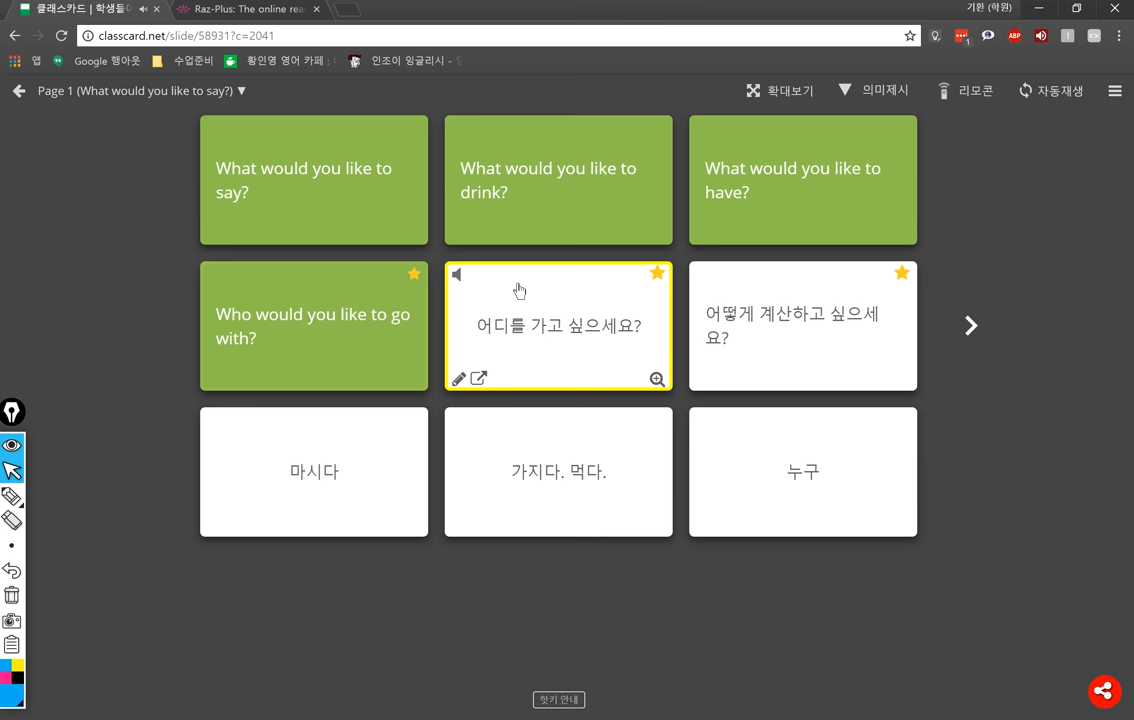 클래스카드 | 학생들
Raz-Plus: The online rea
기환 (학원)
classcard.net/slide/58931?c=2041
ABP
1
앱
Google 행아웃
수업준비
황인영 영어 카페 :
인조이 잉글리시 -
Page 1 (What would you like to say?) ▼
확대보기
▼ 의미제시
리모콘
자동재생
What would you like to
say?
What would you like to
drink?
What would you like to
have?
Who would you like to go
with?
어디를 가고 싶으세요?
어떻게 계산하고 싶으세
요?
마시다
가지다. 먹다.
누구
핫키 안내